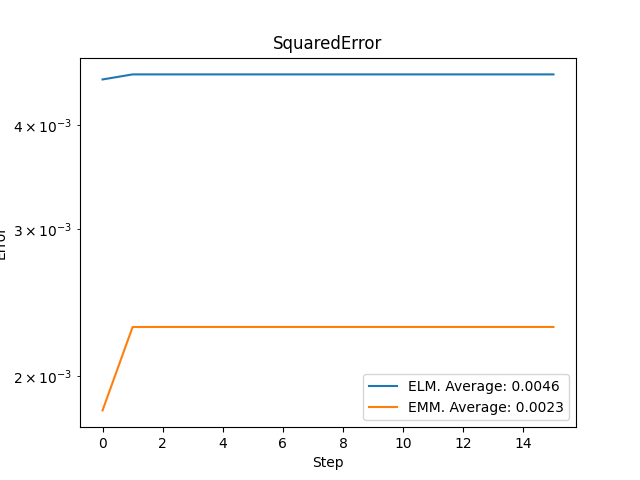 SquaredError
4 × 10⁻³
3 × 10⁻³
Error
2 × 10⁻³
ELM. Average: 0.0046
EMM. Average: 0.0023
0 2 4 6 8 10 12 14
Step